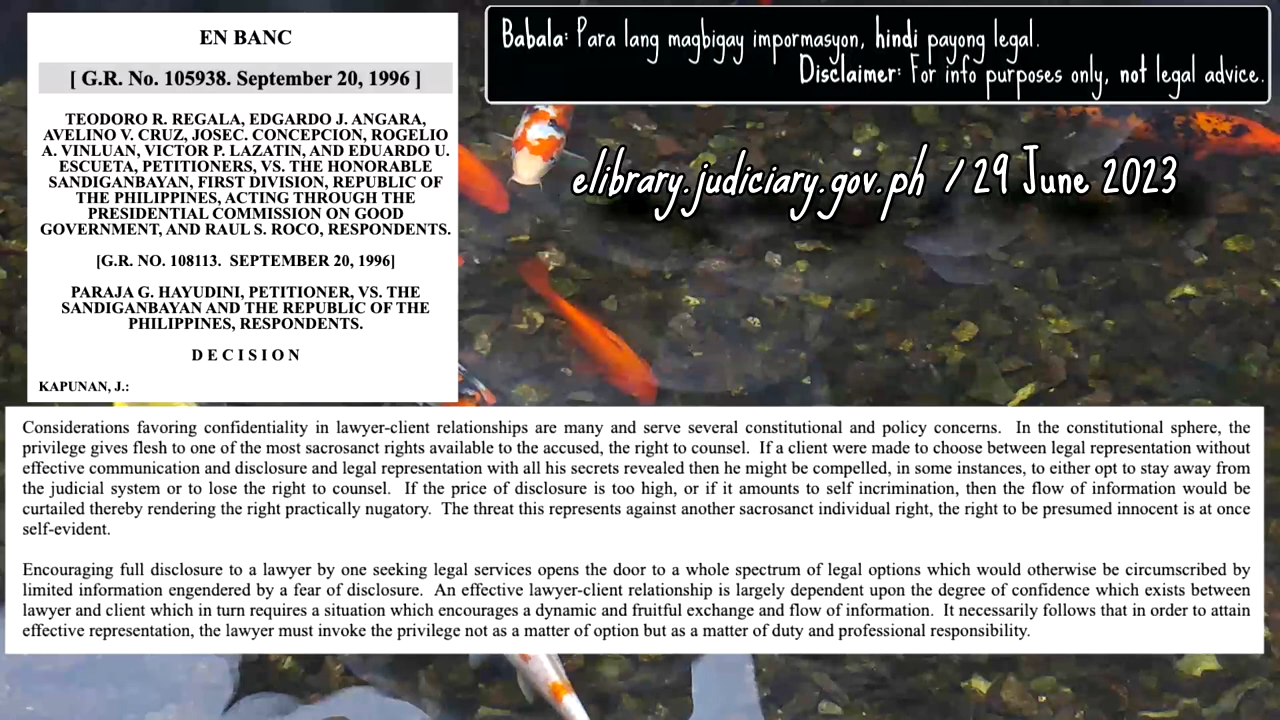 EN BANC
[ G.R. No. 105938. September 20, 1996 ]
TEODORO R. REGALA, EDGARDO J. ANGARA,
AVELINO V. CRUZ, JOSEC. CONCEPCION, ROGELIO
A. VINLUAN, VICTOR P. LAZATIN, AND EDUARDO U.
ESCUETA, PETITIONERS, VS. THE HONORABLE
SANDIGANBAYAN, FIRST DIVISION, REPUBLIC OF
THE PHILIPPINES, ACTING THROUGH THE
PRESIDENTIAL COMMISSION ON GOOD
GOVERNMENT, AND RAUL S. ROCO, RESPONDENTS.
[G.R. NO. 108113. SEPTEMBER 20, 1996]
PARAJA G. HAYUDINI, PETITIONER, VS. THE
SANDIGANBAYAN AND THE REPUBLIC OF THE
PHILIPPINES, RESPONDENTS.
D E C I S I O N
KAPUNAN, J.:
Babala: Para lang magbigay impormasyon, hindi payong legal.
Disclaimer: For info purposes only, not legal advice.
elibrary.judiciary.gov.ph / 29 June 2023
Considerations favoring confidentiality in lawyer-client relationships are many and serve several constitutional and policy concerns. In the constitutional sphere, the
privilege gives flesh to one of the most sacrosanct rights available to the accused, the right to counsel. If a client were made to choose between legal representation without
effective communication and disclosure and legal representation with all his secrets revealed then he might be compelled, in some instances, to either opt to stay away from
the judicial system or to lose the right to counsel. If the price of disclosure is too high, or if it amounts to self incrimination, then the flow of information would be
curtailed thereby rendering the right practically nugatory. The threat this represents against another sacrosanct individual right, the right to be presumed innocent is at once
self-evident.
Encouraging full disclosure to a lawyer by one seeking legal services opens the door to a whole spectrum of legal options which would otherwise be circumscribed by
limited information engendered by a fear of disclosure. An effective lawyer-client relationship is largely dependent upon the degree of confidence which exists between
lawyer and client which in turn requires a situation which encourages a dynamic and fruitful exchange and flow of information. It necessarily follows that in order to attain
effective representation, the lawyer must invoke the privilege not as a matter of option but as a matter of duty and professional responsibility.